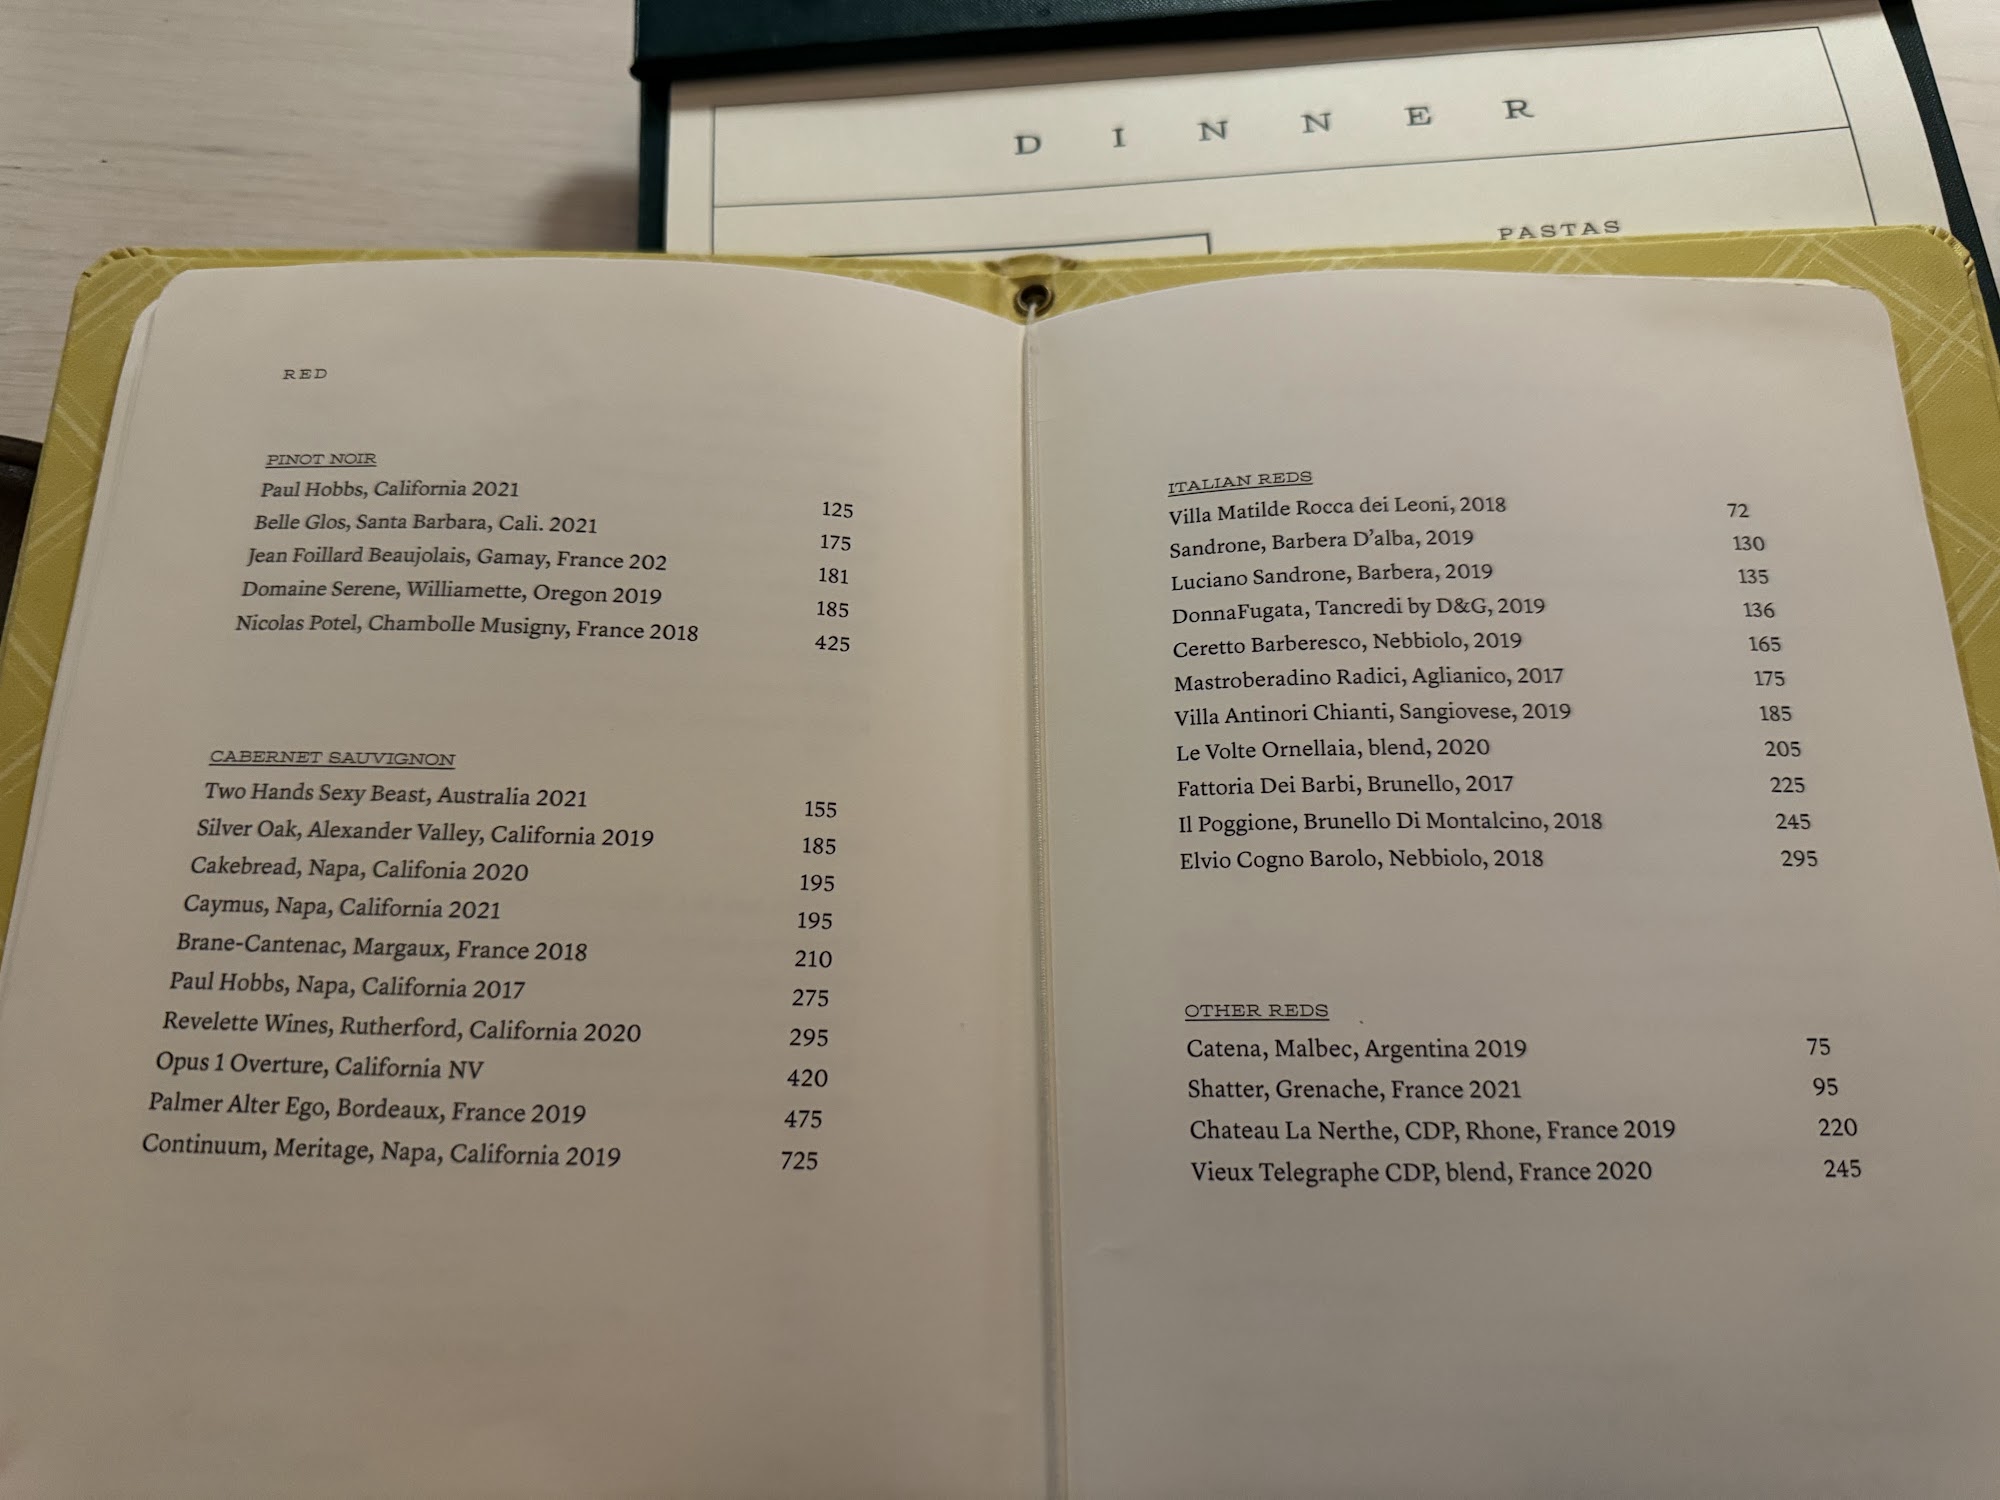 DINNER
PASTAS
RED
PINOT NOIR
Paul Hobbs, California 2021 125
Belle Glos, Santa Barbara, Cali. 2021 175
Jean Foillard Beaujolais, Gamay, France 202 181
Domaine Serene, Williamette, Oregon 2019 185
Nicolas Potel, Chambolle Musigny, France 2018 425
CABERNET SAUVIGNON
Two Hands Sexy Beast, Australia 2021 155
Silver Oak, Alexander Valley, California 2019 185
Cakebread, Napa, Califonia 2020 195
Caymus, Napa, California 2021 195
Brane-Cantenac, Margaux, France 2018 210
Paul Hobbs, Napa, California 2017 275
Revelette Wines, Rutherford, California 2020 295
Opus 1 Overture, California NV 420
Palmer Alter Ego, Bordeaux, France 2019 475
Continuum, Meritage, Napa, California 2019 725
ITALIAN REDS
Villa Matilde Rocca dei Leoni, 2018 72
Sandrone, Barbera D'alba, 2019 130
Luciano Sandrone, Barbera, 2019 135
DonnaFugata, Tancredi by D&G, 2019 136
Ceretto Barberesco, Nebbiolo, 2019 165
Mastroberadino Radici, Aglianico, 2017 175
Villa Antinori Chianti, Sangiovese, 2019 185
Le Volte Ornellaia, blend, 2020 205
Fattoria Dei Barbi, Brunello, 2017 225
Il Poggione, Brunello Di Montalcino, 2018 245
Elvio Cogno Barolo, Nebbiolo, 2018 295
OTHER REDS
Catena, Malbec, Argentina 2019 75
Shatter, Grenache, France 2021 95
Chateau La Nerthe, CDP, Rhone, France 2019 220
Vieux Telegraphe CDP, blend, France 2020 245